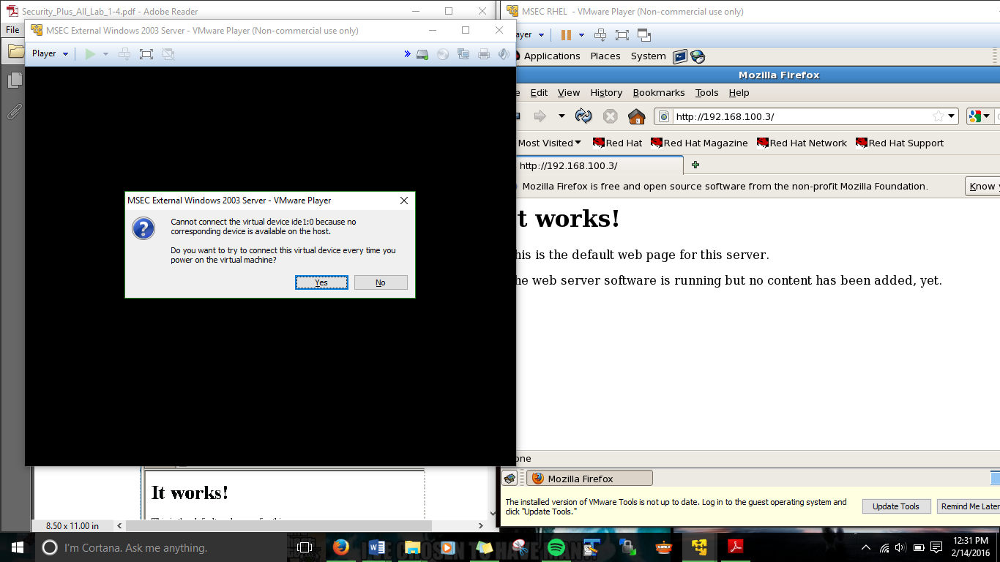 Security_Plus_All_Lab_1-4.pdf - Adobe Reader
File
MSEC External Windows 2003 Server - VMware Player (Non-commercial use only)
Player
»
MSEC External Windows 2003 Server - VMware Player
Cannot connect the virtual device ide1:0 because no
corresponding device is available on the host.
Do you want to try to connect this virtual device every time you
power on the virtual machine?
Yes
No
It works!
8.50 x 11.00 in
MSEC RHEL - VMware Player (Non-commercial use only)
ayer
Applications Places System
Mozilla Firefox
e Edit View History Bookmarks Tools Help
http://192.168.100.3/
Most Visited Red Hat Red Hat Magazine Red Hat Network Red Hat Support
http://192.168.100.3/
Mozilla Firefox is free and open source software from the non-profit Mozilla Foundation.
Know y
t works!
his is the default web page for this server.
he web server software is running but no content has been added, yet.
one
Mozilla Firefox
The installed version of VMware Tools is not up to date. Log in to the guest operating system and
click "Update Tools."
Update Tools
Remind Me Later
I'm Cortana. Ask me anything.
12:31 PM
2/14/2016